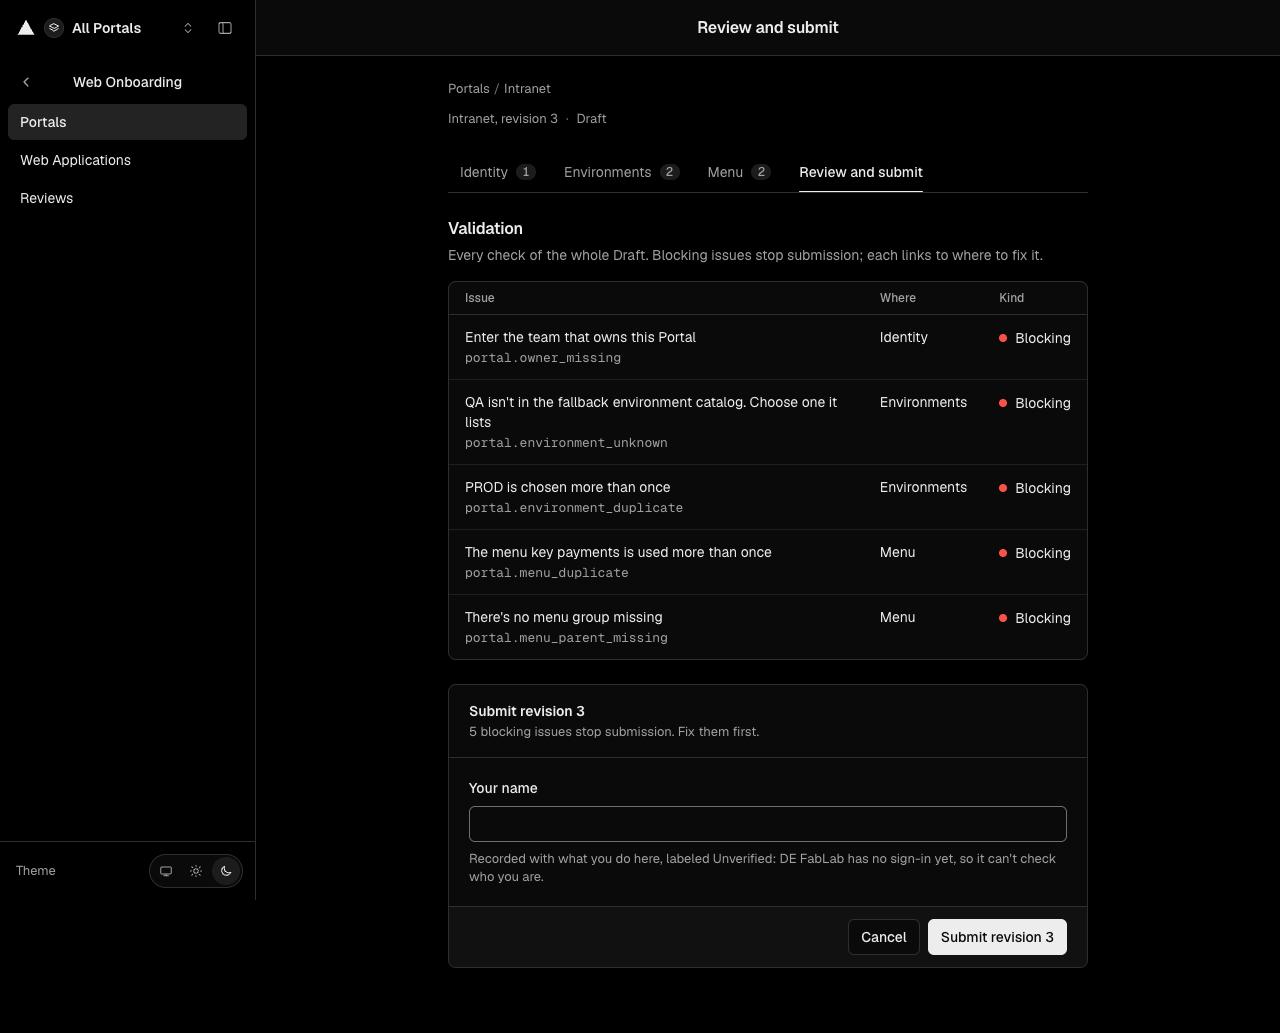 All Portals
Review and submit
Web Onboarding
Portals
Web Applications
Reviews
Theme
Portals / Intranet
Intranet, revision 3 · Draft
Identity 1 Environments 2 Menu 2 Review and submit
Validation
Every check of the whole Draft. Blocking issues stop submission; each links to where to fix it.
Issue Where Kind
Enter the team that owns this Portal Identity Blocking
portal.owner_missing
QA isn't in the fallback environment catalog. Choose one it Environments Blocking
lists
portal.environment_unknown
PROD is chosen more than once Environments Blocking
portal.environment_duplicate
The menu key payments is used more than once Menu Blocking
portal.menu_duplicate
There's no menu group missing Menu Blocking
portal.menu_parent_missing
Submit revision 3
5 blocking issues stop submission. Fix them first.
Your name
Recorded with what you do here, labeled Unverified: DE FabLab has no sign-in yet, so it can't check
who you are.
Cancel Submit revision 3